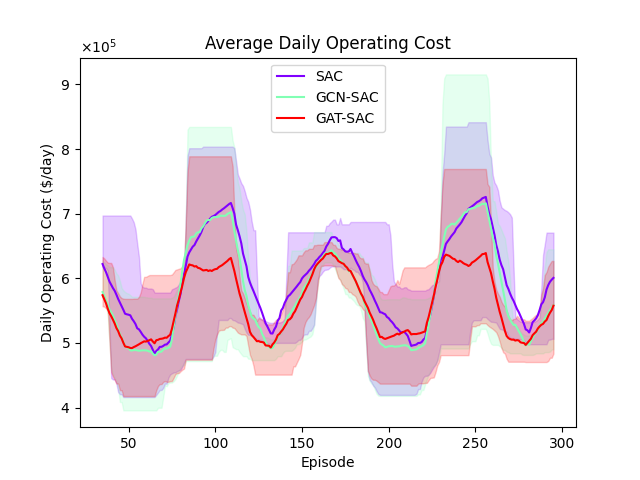 Average Daily Operating Cost
×10⁵
SAC
GCN-SAC
GAT-SAC
Daily Operating Cost ($/day)
9
8
7
6
5
4
50 100 150 200 250 300
Episode